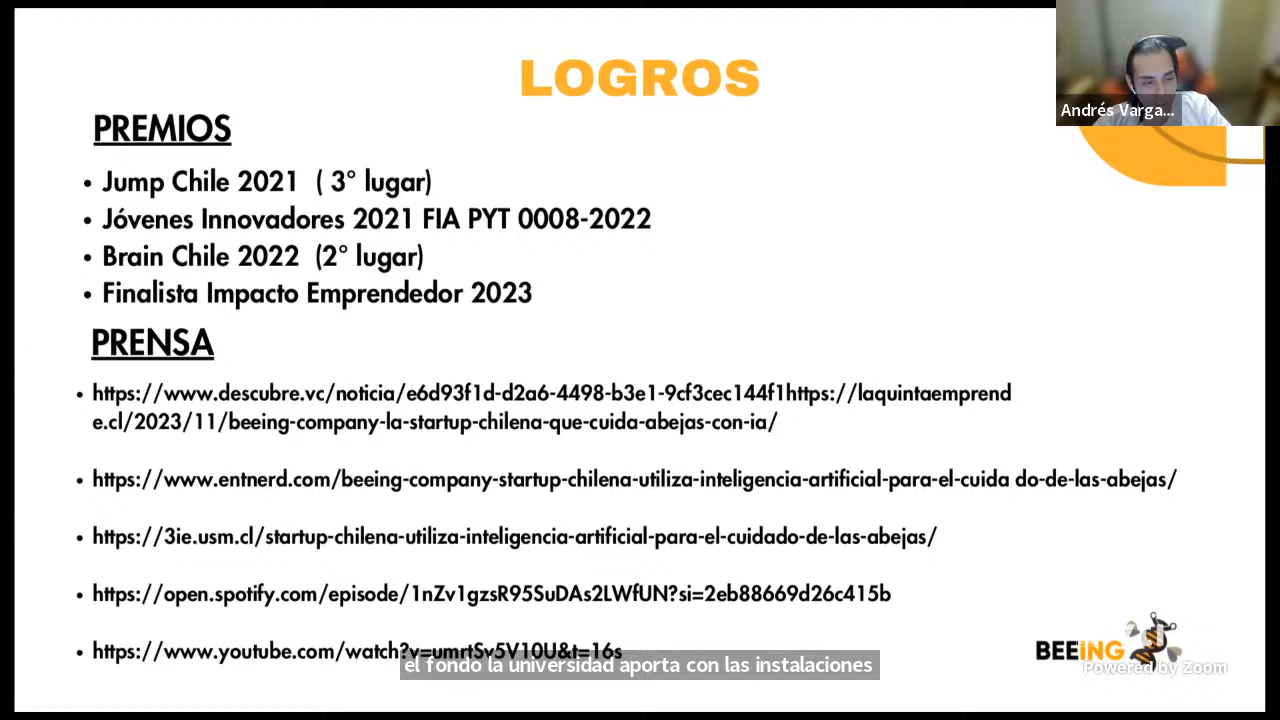 LOGROS
PREMIOS
• Jump Chile 2021 ( 3° lugar)
• Jóvenes Innovadores 2021 FIA PYT 0008-2022
• Brain Chile 2022 (2° lugar)
• Finalista Impacto Emprendedor 2023
PRENSA
• https://www.descubre.vc/noticia/e6d93f1d-d2a6-4498-b3e1-9cf3cec144f1https://laquintaemprend
e.cl/2023/11/beeing-company-la-startup-chilena-que-cuida-abejas-con-ia/
• https://www.entnerd.com/beeing-company-startup-chilena-utiliza-inteligencia-artificial-para-el-cuida do-de-las-abejas/
• https://3ie.usm.cl/startup-chilena-utiliza-inteligencia-artificial-para-el-cuidado-de-las-abejas/
• https://open.spotify.com/episode/1nZv1gzsR95SuDAs2LWfUN?si=2eb88669d26c415b
• https://www.youtube.com/watch?v=umrtSv5V10U&t=16s
el fondo la universidad aporta con las instalaciones
Andrés Varga...
BEEING
Powered by Zoom